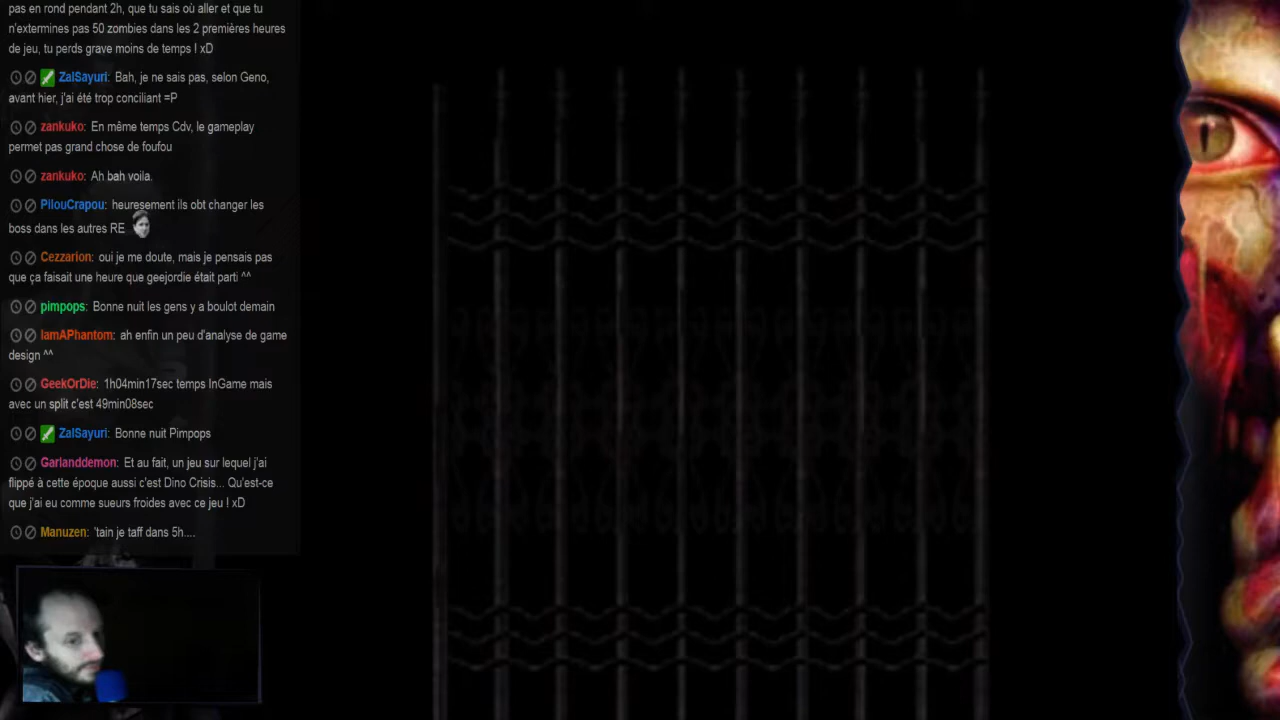 pas en rond pendant 2h, que tu sais où aller et que tu
n'extermines pas 50 zombies dans les 2 premières heures
de jeu, tu perds grave moins de temps ! xD
ZalSayuri: Bah, je ne sais pas, selon Geno,
avant hier, j'ai été trop conciliant =P
zankuko: En même temps Cdv, le gameplay
permet pas grand chose de foufou
zankuko: Ah bah voila.
PilouCrapou: heuresement ils obt changer les
boss dans les autres RE
Cezzarion: oui je me doute, mais je pensais pas
que ça faisait une heure que geejordie était parti ^^
pimpops: Bonne nuit les gens y a boulot demain
IamAPhantom: ah enfin un peu d'analyse de game
design ^^
GeekOrDie: 1h04min17sec temps InGame mais
avec un split c'est 49min08sec
ZalSayuri: Bonne nuit Pimpops
Garlanddemon: Et au fait, un jeu sur lequel j'ai
flippé à cette époque aussi c'est Dino Crisis... Qu'est-ce
que j'ai eu comme sueurs froides avec ce jeu ! xD
Manuzen: 'tain je taff dans 5h....